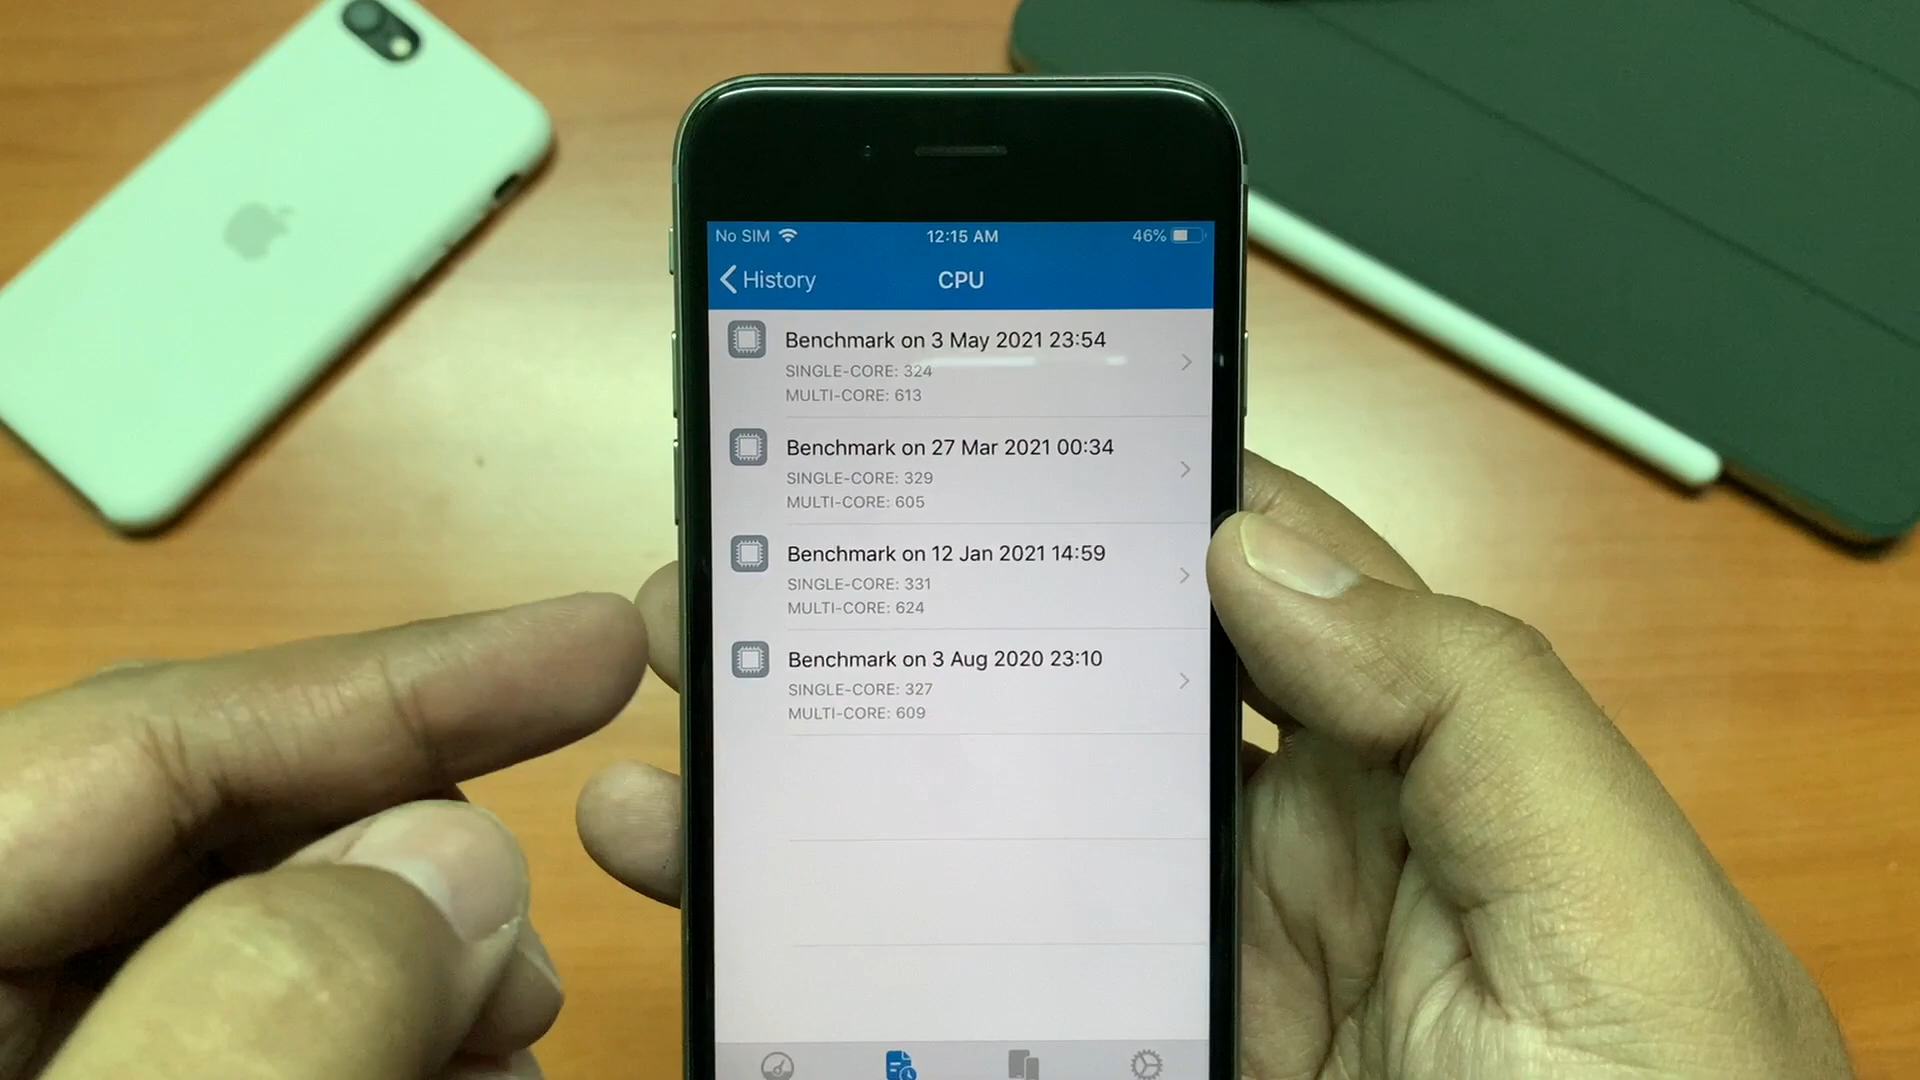 No SIM 12:15 AM 46%
History CPU
Benchmark on 3 May 2021 23:54
SINGLE-CORE: 324
MULTI-CORE: 613
Benchmark on 27 Mar 2021 00:34
SINGLE-CORE: 329
MULTI-CORE: 605
Benchmark on 12 Jan 2021 14:59
SINGLE-CORE: 331
MULTI-CORE: 624
Benchmark on 3 Aug 2020 23:10
SINGLE-CORE: 327
MULTI-CORE: 609